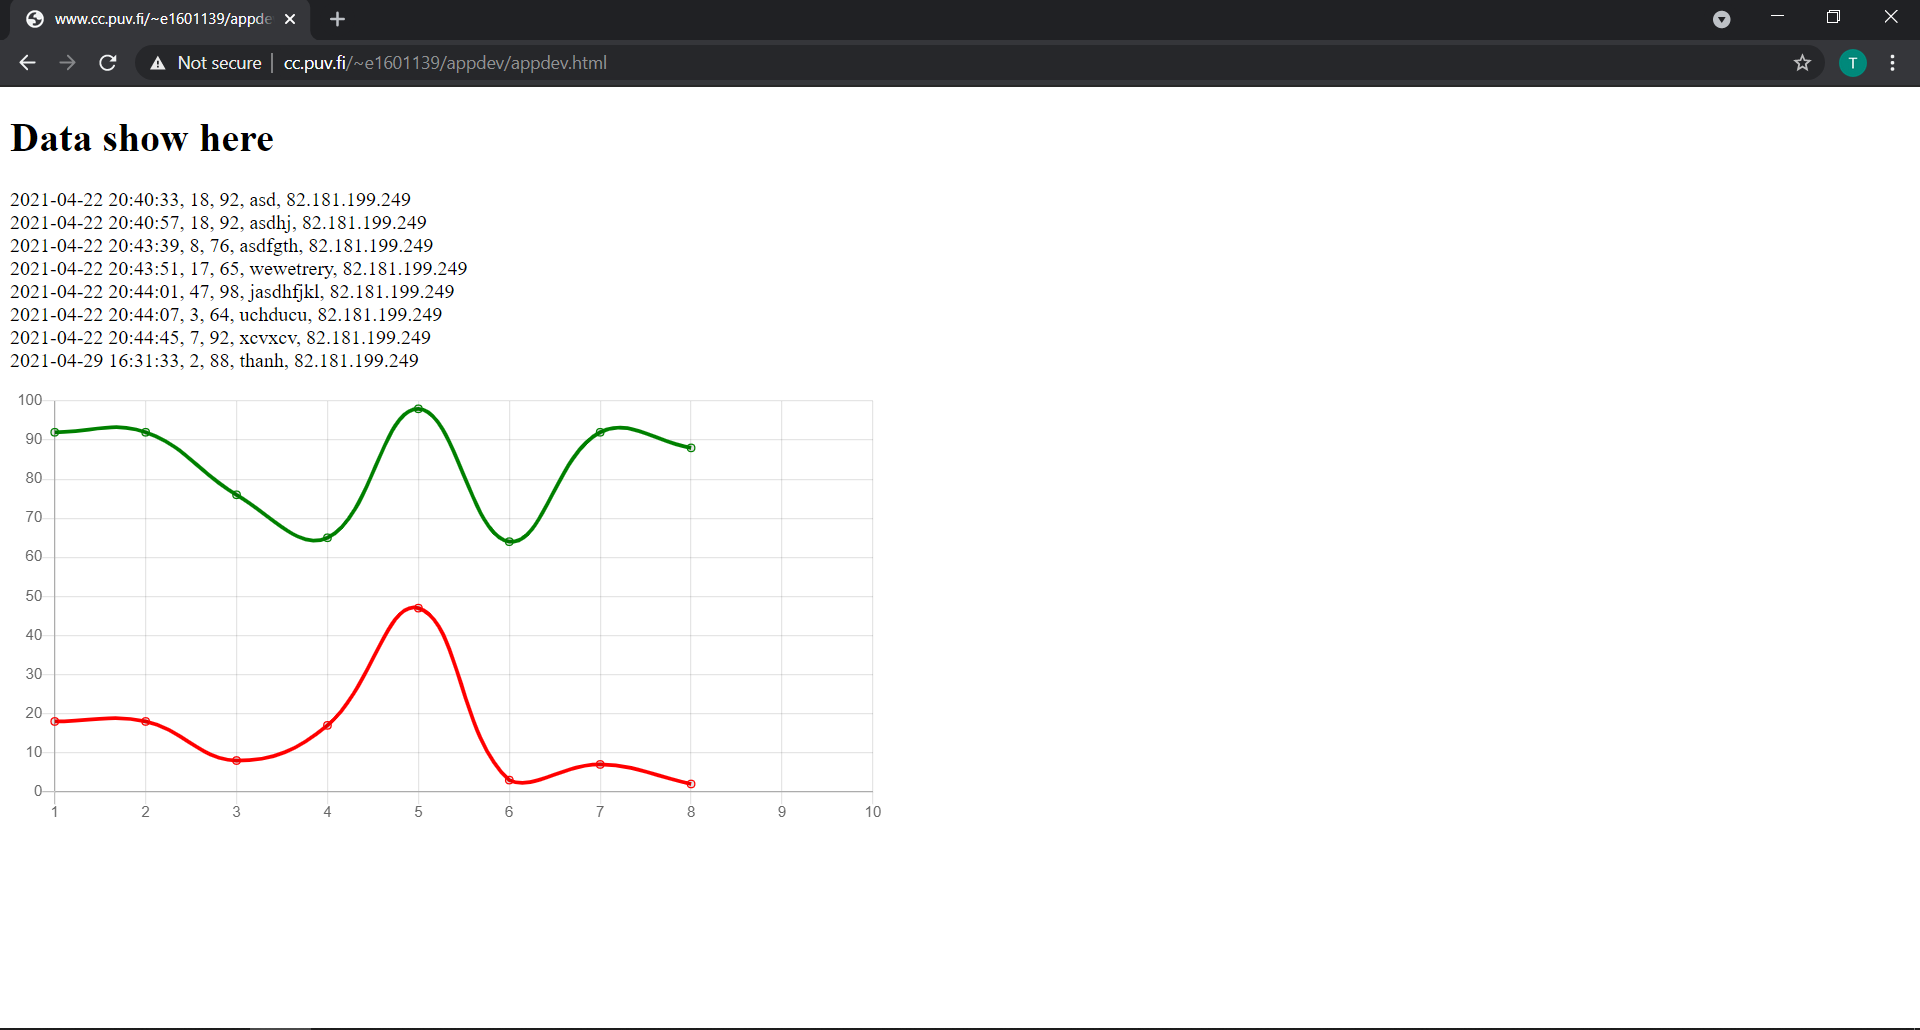 www.cc.puv.fi/~e1601139/appde
Not secure | cc.puv.fi/~e1601139/appdev/appdev.html
T
Data show here
2021-04-22 20:40:33, 18, 92, asd, 82.181.199.249
2021-04-22 20:40:57, 18, 92, asdhj, 82.181.199.249
2021-04-22 20:43:39, 8, 76, asdfgth, 82.181.199.249
2021-04-22 20:43:51, 17, 65, wewetrery, 82.181.199.249
2021-04-22 20:44:01, 47, 98, jasdhfjkl, 82.181.199.249
2021-04-22 20:44:07, 3, 64, uchducu, 82.181.199.249
2021-04-22 20:44:45, 7, 92, xcvxcv, 82.181.199.249
2021-04-29 16:31:33, 2, 88, thanh, 82.181.199.249
100
90
80
70
60
50
40
30
20
10
0
1 2 3 4 5 6 7 8 9 10